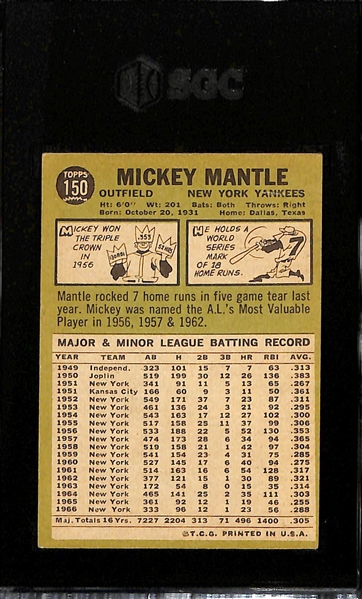 SGC
TOPPS
150
MICKEY MANTLE
OUTFIELD NEW YORK YANKEES
Ht: 6'0" Wt: 201 Bats: Both Throws: Right
Born: October 20, 1931 Home: Dallas, Texas
MICKEY WON
THE TRIPLE
CROWN
IN
1956
.353
HE HOLDS A
WORLD
SERIES
MARK
OF 18
HOME RUNS.
7
Mantle rocked 7 home runs in five game tear last
year. Mickey was named the A.L.'s Most Valuable
Player in 1956, 1957 & 1962.
MAJOR & MINOR LEAGUE BATTING RECORD
YEAR TEAM AB H 2B 3B HR RBI AVG.
1949 Independ. 323 101 15 7 7 63 .313
1950 Joplin 519 199 30 12 26 136 .383
1951 New York 341 91 11 5 13 65 .267
1951 Kansas City 166 60 9 3 11 50 .361
1952 New York 549 171 37 7 23 87 .311
1953 New York 461 136 24 3 21 92 .295
1954 New York 543 163 17 12 27 102 .300
1955 New York 517 158 25 11 37 99 .306
1956 New York 533 188 22 5 52 130 .353
1957 New York 474 173 28 6 34 94 .365
1958 New York 519 158 21 1 42 97 .304
1959 New York 541 154 23 4 31 75 .285
1960 New York 527 145 17 6 40 94 .275
1961 New York 514 163 16 6 54 128 .317
1962 New York 377 121 15 1 30 89 .321
1963 New York 172 54 8 0 15 35 .314
1964 New York 465 141 25 2 35 111 .303
1965 New York 361 92 12 1 19 46 .255
1966 New York 333 96 12 1 23 56 .288
Maj. Totals 16 Yrs. 7227 2204 313 71 496 1400 .305
©T.C.G. PRINTED IN U.S.A.